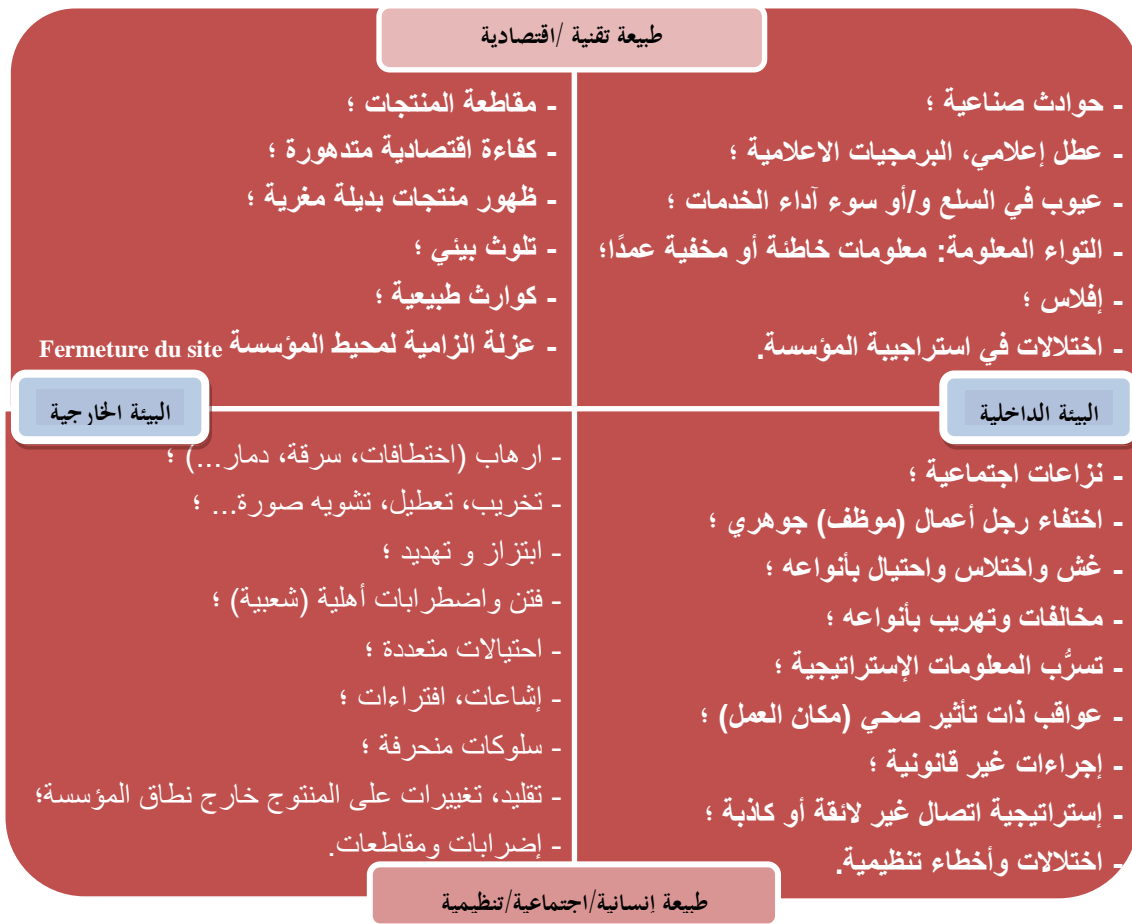 طبيعة تقنية /اقتصادية
- حوادث صناعية ؛
- عطل إعلامي، البرمجيات الاعلامية ؛
- عيوب في السلع و/أو سوء آداء الخدمات ؛
- التواء المعلومة: معلومات خاطئة أو مخفية عمدًا؛
- إفلاس ؛
- اختلالات في استراجيبة المؤسسة.
- مقاطعة المنتجات ؛
- كفاءة اقتصادية متدهورة ؛
- ظهور منتجات بديلة مغرية ؛
- تلوث بيئي ؛
- كوارث طبيعية ؛
- عزلة الزامية لمحيط المؤسسة Fermeture du site
البيئة الداخلية
البيئة الخارجية
- نزاعات اجتماعية ؛
- اختفاء رجل أعمال (موظف) جوهري ؛
- غش واختلاس واحتيال بأنواعه ؛
- مخالفات وتهريب بأنواعه ؛
- تسرُّب المعلومات الإستراتيجية ؛
- عواقب ذات تأثير صحي (مكان العمل) ؛
- إجراءات غير قانونية ؛
- إستراتيجية اتصال غير لائقة أو كاذبة ؛
- اختلالات وأخطاء تنظيمية.
- ارهاب (اختطافات، سرقة، دمار...) ؛
- تخريب، تعطيل، تشويه صورة... ؛
- ابتزاز و تهديد ؛
- فتن واضطرابات أهلية (شعبية) ؛
- احتيالات متعددة ؛
- إشاعات، افتراءات ؛
- سلوكات منحرفة ؛
- تقليد، تغييرات على المنتوج خارج نطاق المؤسسة؛
- إضرابات ومقاطعات.
طبيعة إنسانية/اجتماعية/تنظيمية